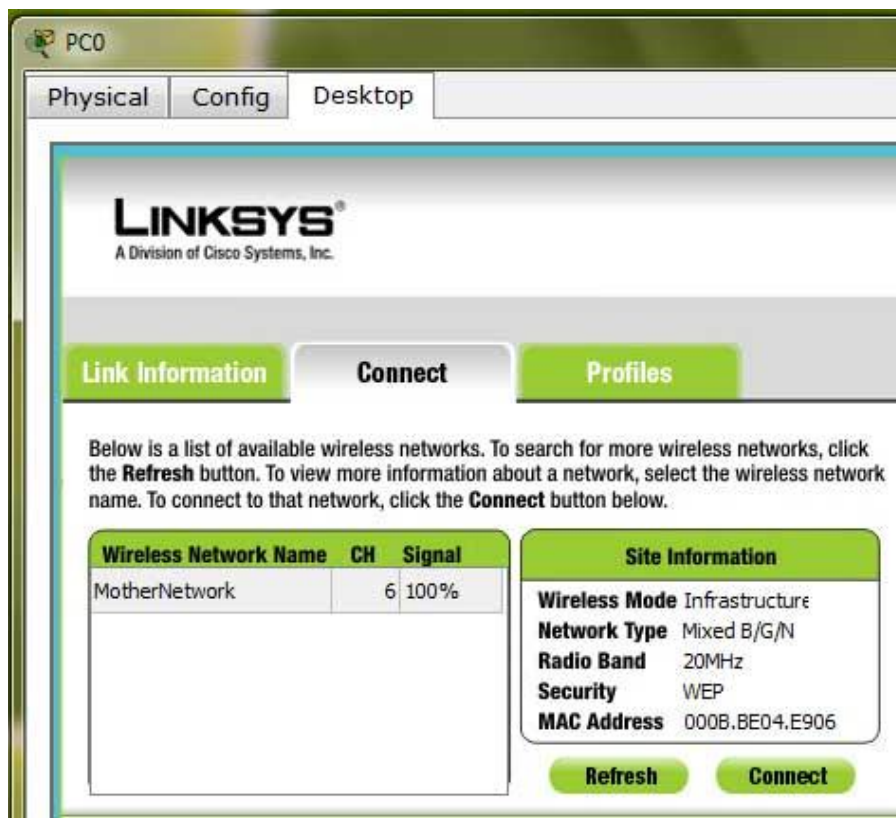 PC0
Physical Config Desktop
LINKSYS®
A Division of Cisco Systems, Inc.
Link Information Connect Profiles
Below is a list of available wireless networks. To search for more wireless networks, click
the Refresh button. To view more information about a network, select the wireless network
name. To connect to that network, click the Connect button below.
Wireless Network Name CH Signal
MotherNetwork 6 100%
Site Information
Wireless Mode Infrastructure
Network Type Mixed B/G/N
Radio Band 20MHz
Security WEP
MAC Address 000B.BE04.E906
Refresh Connect